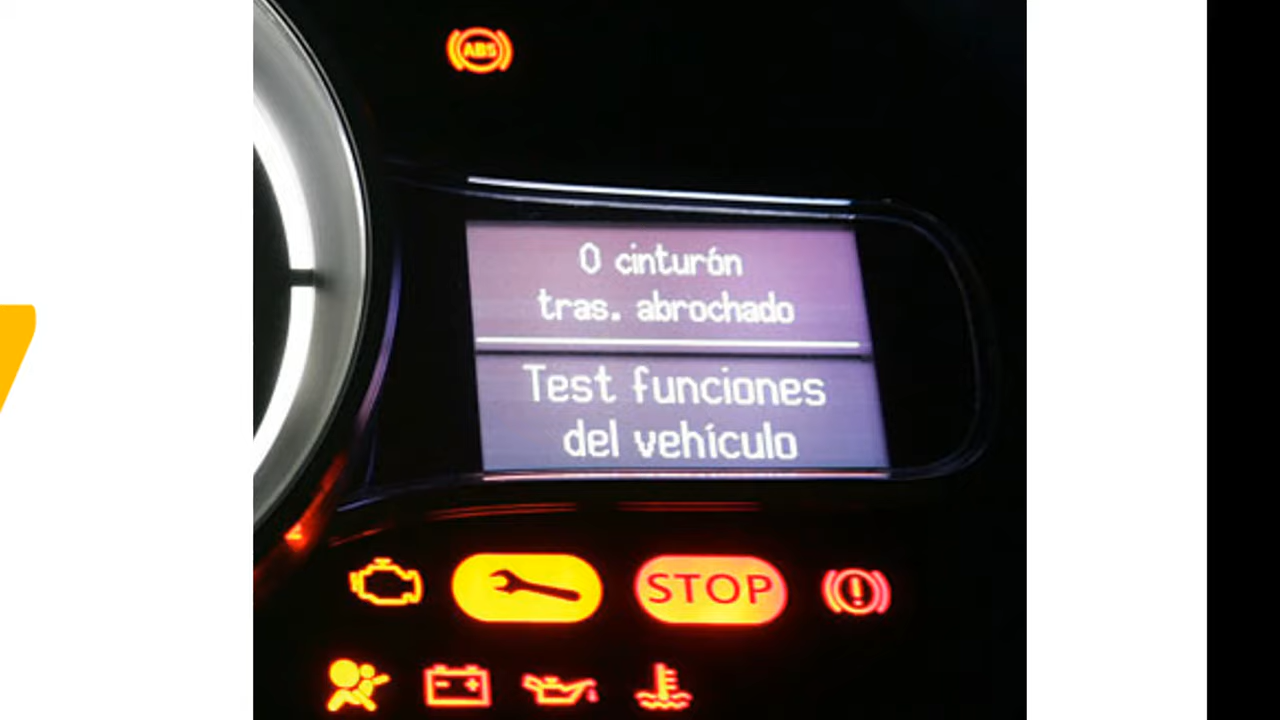 ABS
0 cinturón
tras. abrochado
Test funciones
del vehículo
STOP